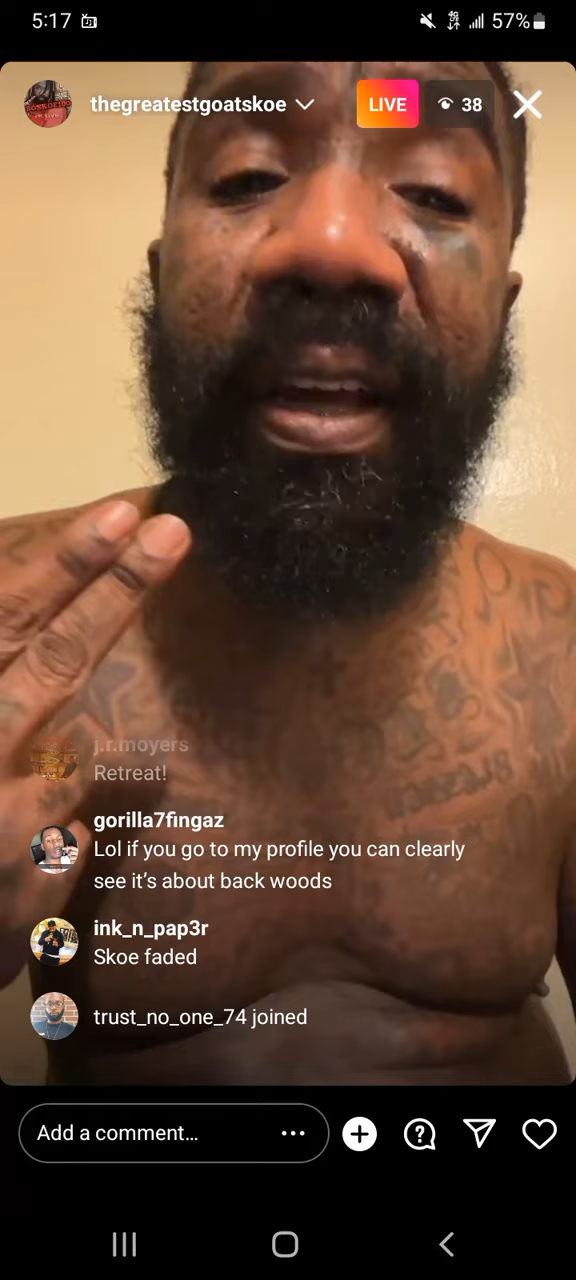 5:17
4G
57%
thegreatestgoatskoe
LIVE
38
j.r.moyers
Retreat!
gorilla7fingaz
Lol if you go to my profile you can clearly
see it's about back woods
ink_n_pap3r
Skoe faded
trust_no_one_74 joined
Add a comment...